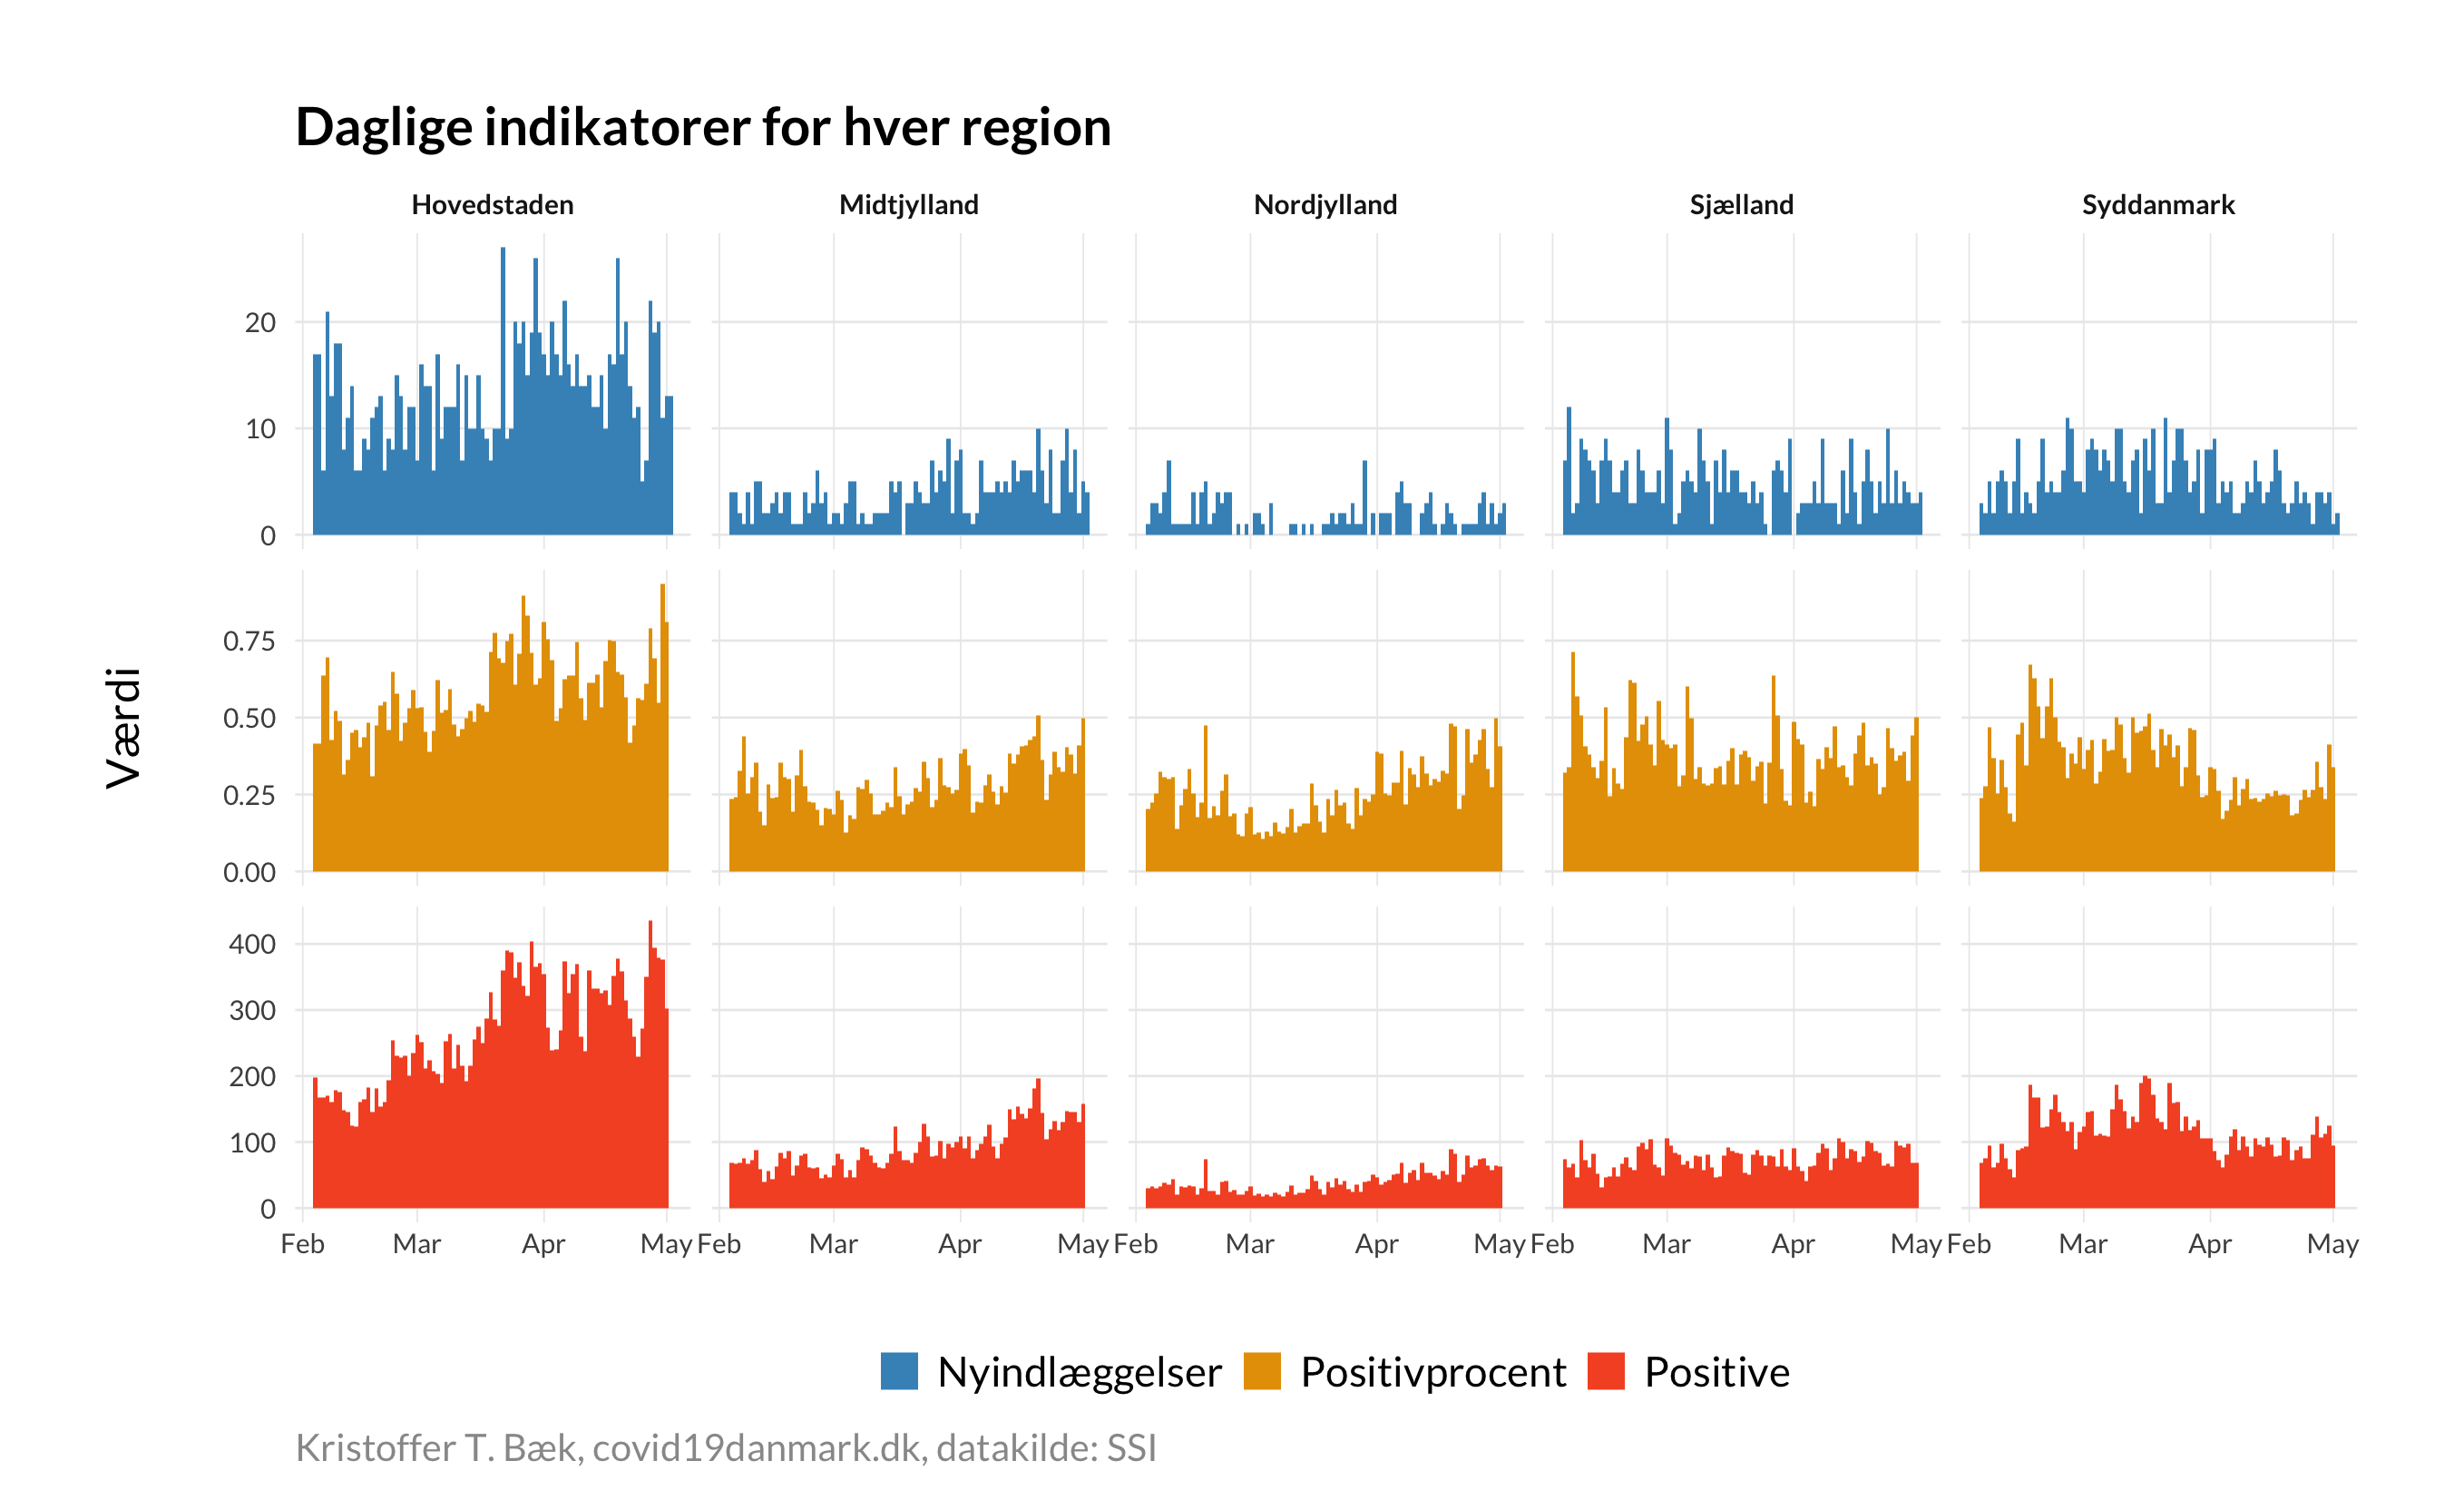 Daglige indikatorer for hver region
Hovedstaden Midtjylland Nordjylland Sjælland Syddanmark
20
10
0
0.75
0.50
0.25
0.00
400
300
200
100
0
Værdi
Feb Mar Apr May Feb Mar Apr May Feb Mar Apr May Feb Mar Apr May Feb Mar Apr May
Nyindlæggelser Positivprocent Positive
Kristoffer T. Bæk, covid19danmark.dk, datakilde: SSI